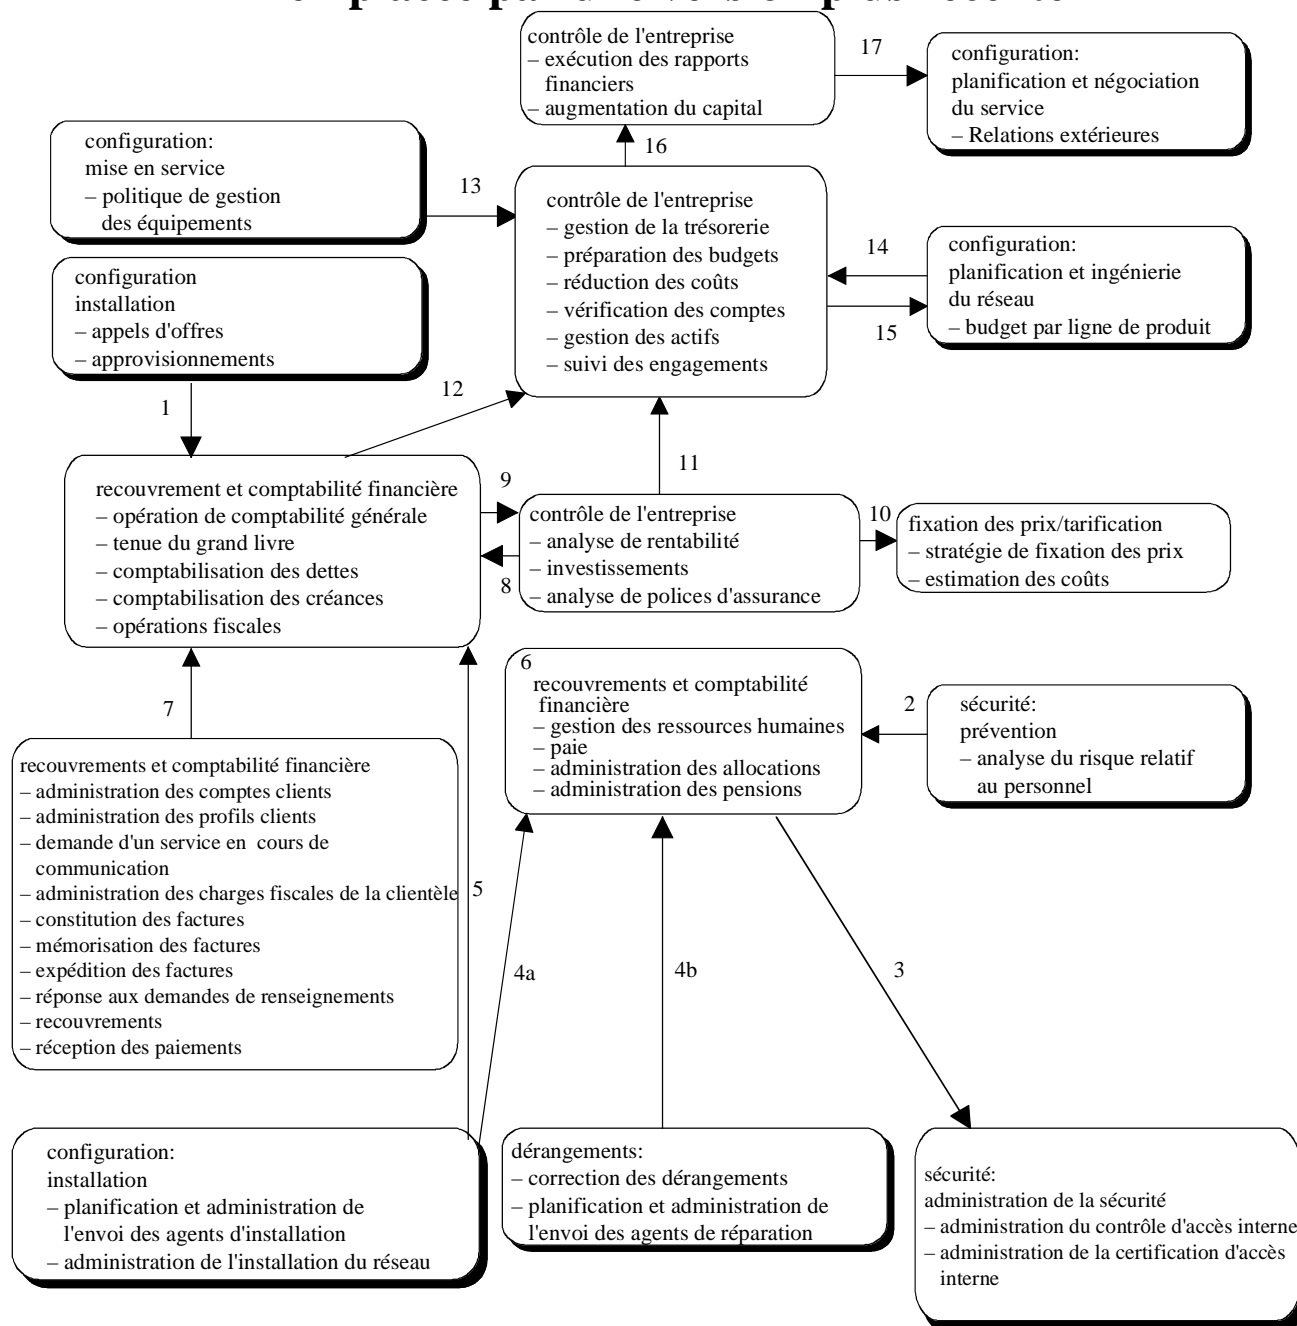 contrôle de l'entreprise
– exécution des rapports
financiers
– augmentation du capital
17
configuration:
planification et négociation
du service
– Relations extérieures
16
configuration:
mise en service
– politique de gestion
des équipements
13
contrôle de l'entreprise
– gestion de la trésorerie
– préparation des budgets
– réduction des coûts
– vérification des comptes
– gestion des actifs
– suivi des engagements
14
15
configuration:
planification et ingénierie
du réseau
– budget par ligne de produit
configuration
installation
– appels d'offres
– approvisionnements
1
12
11
recouvrement et comptabilité financière
– opération de comptabilité générale
– tenue du grand livre
– comptabilisation des dettes
– comptabilisation des créances
– opérations fiscales
9
8
contrôle de l'entreprise
– analyse de rentabilité
– investissements
– analyse de polices d'assurance
10
fixation des prix/tarification
– stratégie de fixation des prix
– estimation des coûts
7
6
recouvrements et comptabilité
financière
– gestion des ressources humaines
– paie
– administration des allocations
– administration des pensions
2
sécurité:
prévention
– analyse du risque relatif
au personnel
recouvrements et comptabilité financière
– administration des comptes clients
– administration des profils clients
– demande d'un service en cours de
communication
– administration des charges fiscales de la clientèle
– constitution des factures
– mémorisation des factures
– expédition des factures
– réponse aux demandes de renseignements
– recouvrements
– réception des paiements
5
4a
4b
3
configuration:
installation
– planification et administration de
l'envoi des agents d'installation
– administration de l'installation du réseau
dérangements:
– correction des dérangements
– planification et administration de
l'envoi des agents de réparation
sécurité:
administration de la sécurité
– administration du contrôle d'accès interne
– administration de la certification d'accès
interne